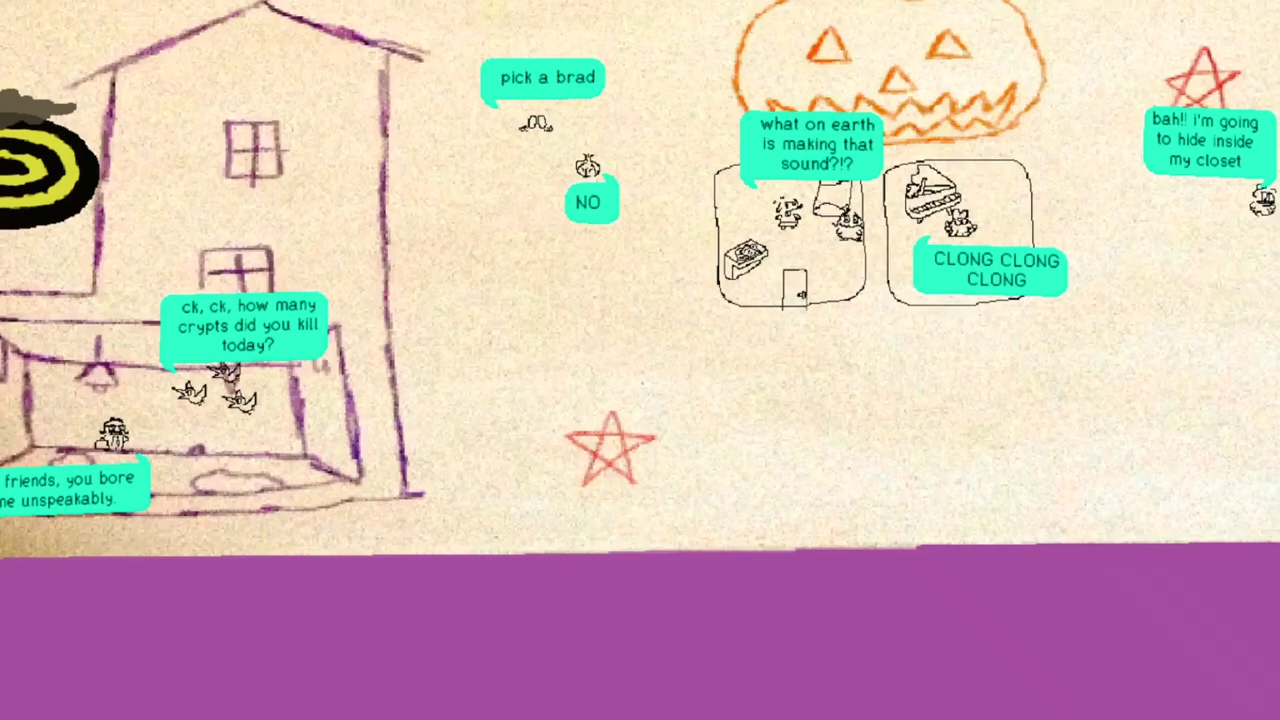 pick a brad
NO
what on earth
is making that
sound?!?
bah!! i'm going
to hide inside
my closet
CLONG CLONG
CLONG
ck, ck, how many
crypts did you kill
today?
friends, you bore
me unspeakably.